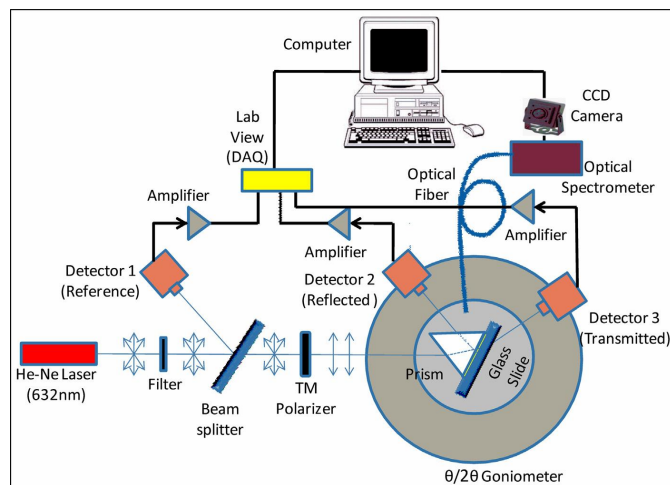 Computer
CCD
Camera
Lab
View
(DAQ)
Optical
Fiber
Optical
Spectrometer
Amplifier
Amplifier
Amplifier
Detector 1
(Reference)
Detector 2
(Reflected )
Detector 3
(Transmitted)
He-Ne Laser
(632nm)
Filter
Beam
splitter
TM
Polarizer
Prism
Glass
Slide
θ/2θ Goniometer